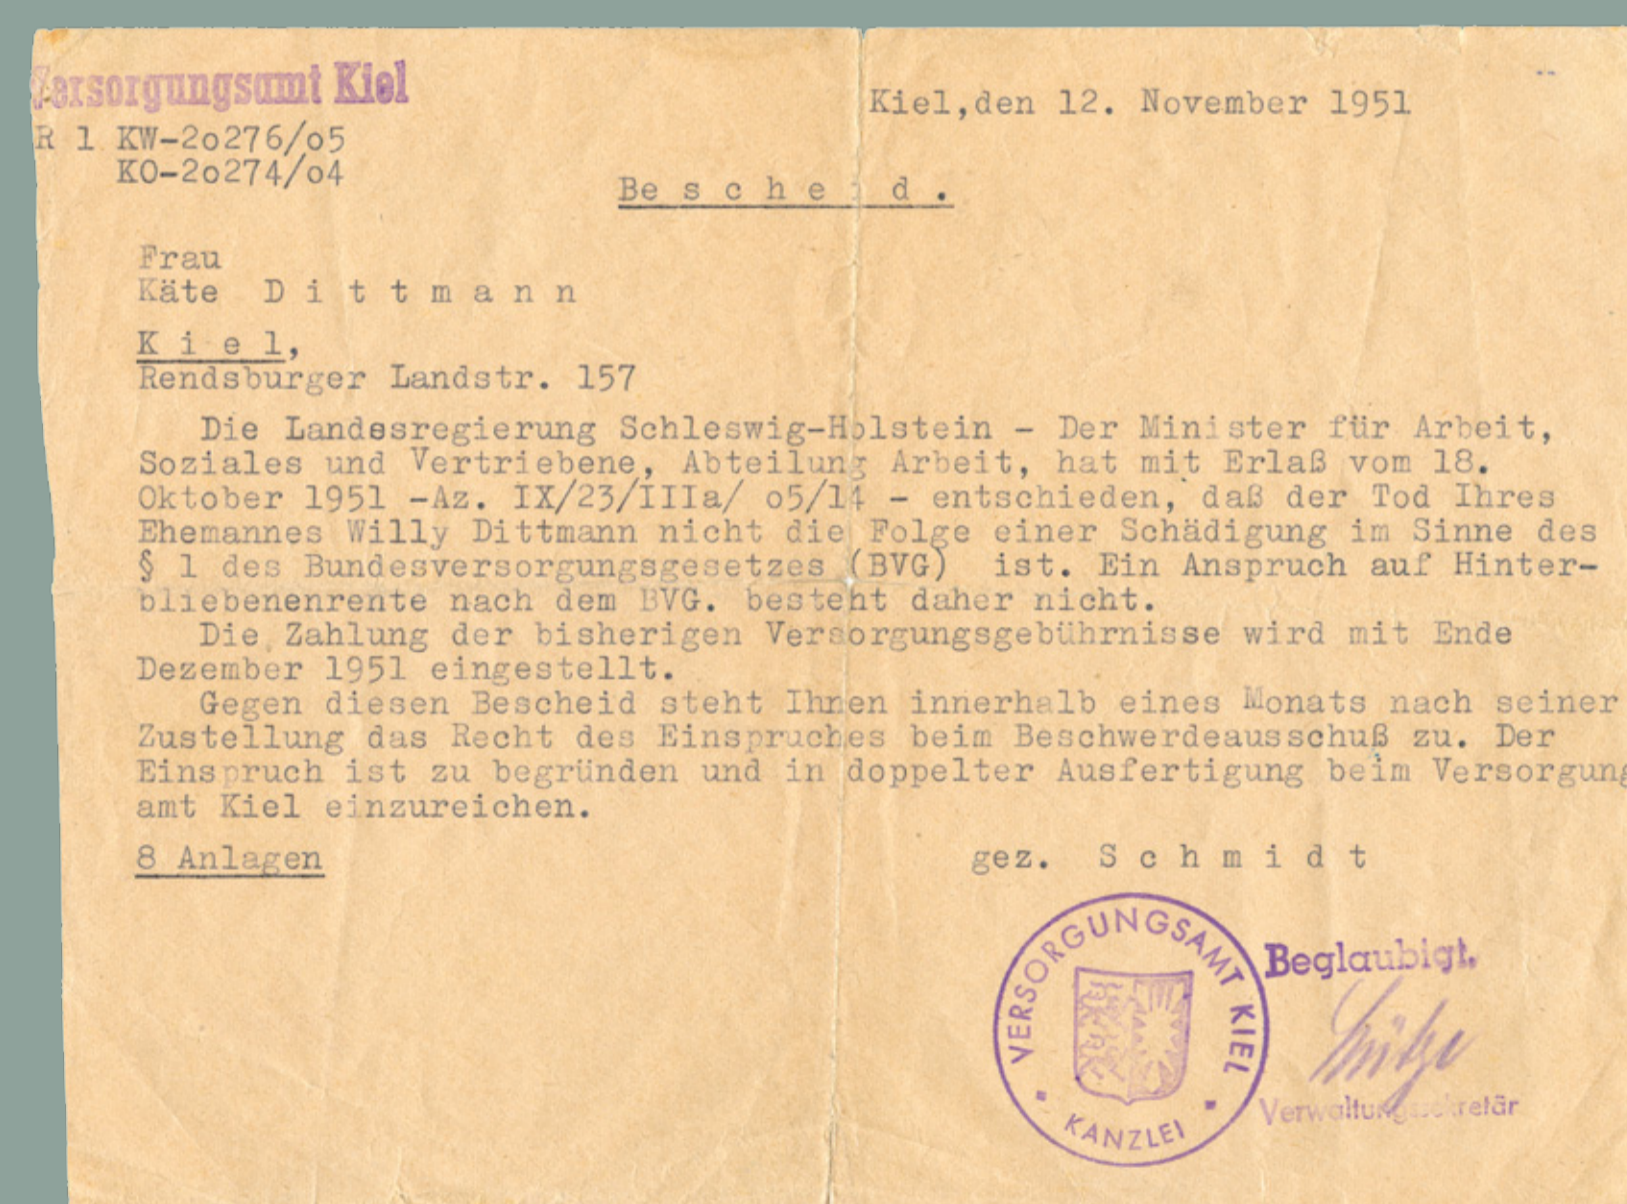 Versorgungsamt Kiel
Kiel,den 12. November 1951
R 1 KW-2o276/o5
KO-2o274/o4
Be s c h e i d .
Frau
Käte D i t t m a n n
K i e l,
Rendsburger Landstr. 157
Die Landesregierung Schleswig-Holstein - Der Minister für Arbeit,
Soziales und Vertriebene, Abteilung Arbeit, hat mit Erlaß vom 18.
Oktober 1951 -Az. IX/23/IIIa/ o5/14 - entschieden, daß der Tod Ihres
Ehemannes Willy Dittmann nicht die Folge einer Schädigung im Sinne des
§ 1 des Bundesversorgungsgesetzes (BVG) ist. Ein Anspruch auf Hinter-
bliebenenrente nach dem BVG. besteht daher nicht.
Die Zahlung der bisherigen Versorgungsgebührnisse wird mit Ende
Dezember 1951 eingestellt.
Gegen diesen Bescheid steht Ihnen innerhalb eines Monats nach seiner
Zustellung das Recht des Einspruches beim Beschwerdeausschuß zu. Der
Einspruch ist zu begründen und in doppelter Ausfertigung beim Versorgung
amt Kiel einzureichen.
8 Anlagen
gez. S c h m i d t
VERSORGUNGSAMT KIEL
KANZLEI
Beglaubigt.
Verwaltungssekretär